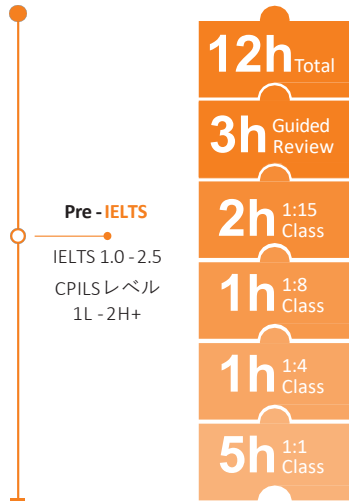 Pre - IELTS
IELTS 1.0 - 2.5
CPILSレベル
1L - 2H+
12h Total
3h Guided
Review
2h 1:15
Class
1h 1:8
Class
1h 1:4
Class
5h 1:1
Class